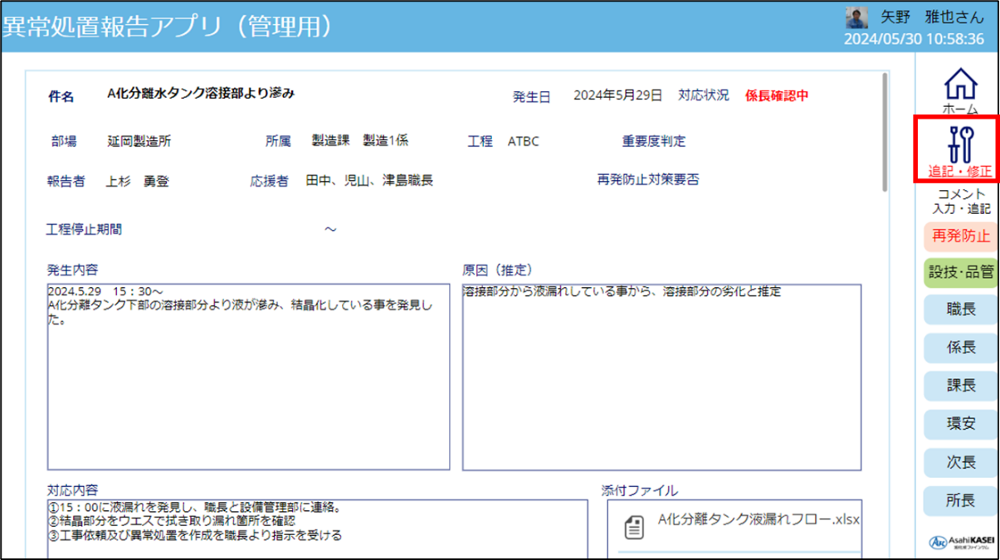 異常処置報告アプリ（管理用）
矢野　雅也さん
2024/05/30 10:58:36
件名　A化分離水タンク溶接部より滲み　発生日　2024年5月29日　対応状況　係長確認中
部場　延岡製造所　所属　製造課　製造1係　工程　ATBC　重要度判定
報告者　上杉　勇登　応援者　田中、児山、津島職長　再発防止対策要否
工程停止期間　～
発生内容
2024.5.29　15：30～
A化分離タンク下部の溶接部分より液が滲み、結晶化している事を発見し
た。
原因（推定）
溶接部分から液漏れしている事から、溶接部分の劣化と推定
対応内容
①15：00に液漏れを発見し、職長と設備管理部に連絡。
②結晶部分をウエスで拭き取り漏れ箇所を確認
③工事依頼及び異常処置を作成を職長より指示を受ける
添付ファイル
A化分離タンク液漏れフロー.xlsx
ホーム
追記・修正
コメント
入力・追記
再発防止
設技・品管
職長
係長
課長
環安
次長
所長
AsahiKASEI
旭化成ファインケム